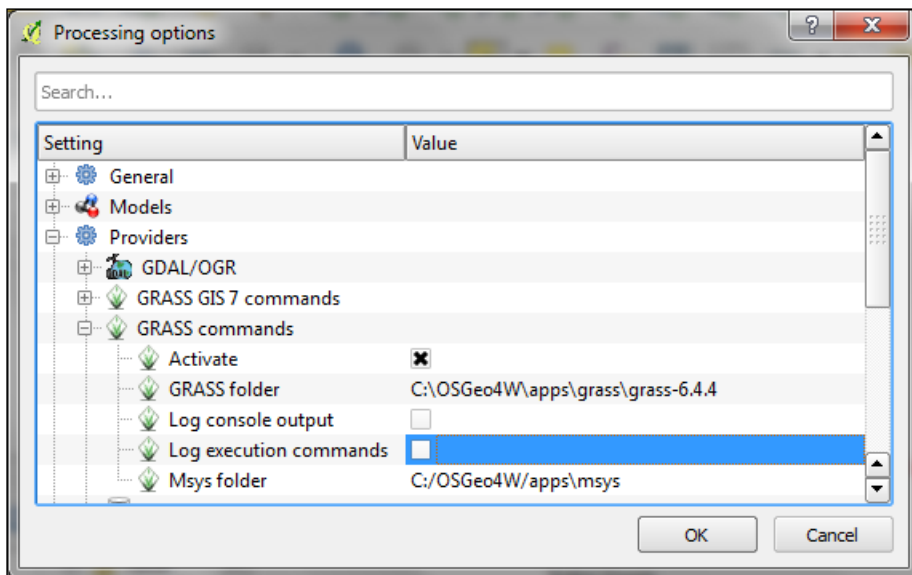 Processing options
?
X
Search...
Setting Value
General
Models
Providers
GDAL/OGR
GRASS GIS 7 commands
GRASS commands
Activate
GRASS folder C:\OSGeo4W\apps\grass\grass-6.4.4
Log console output
Log execution commands
Msys folder C:/OSGeo4W/apps\msys
OK Cancel